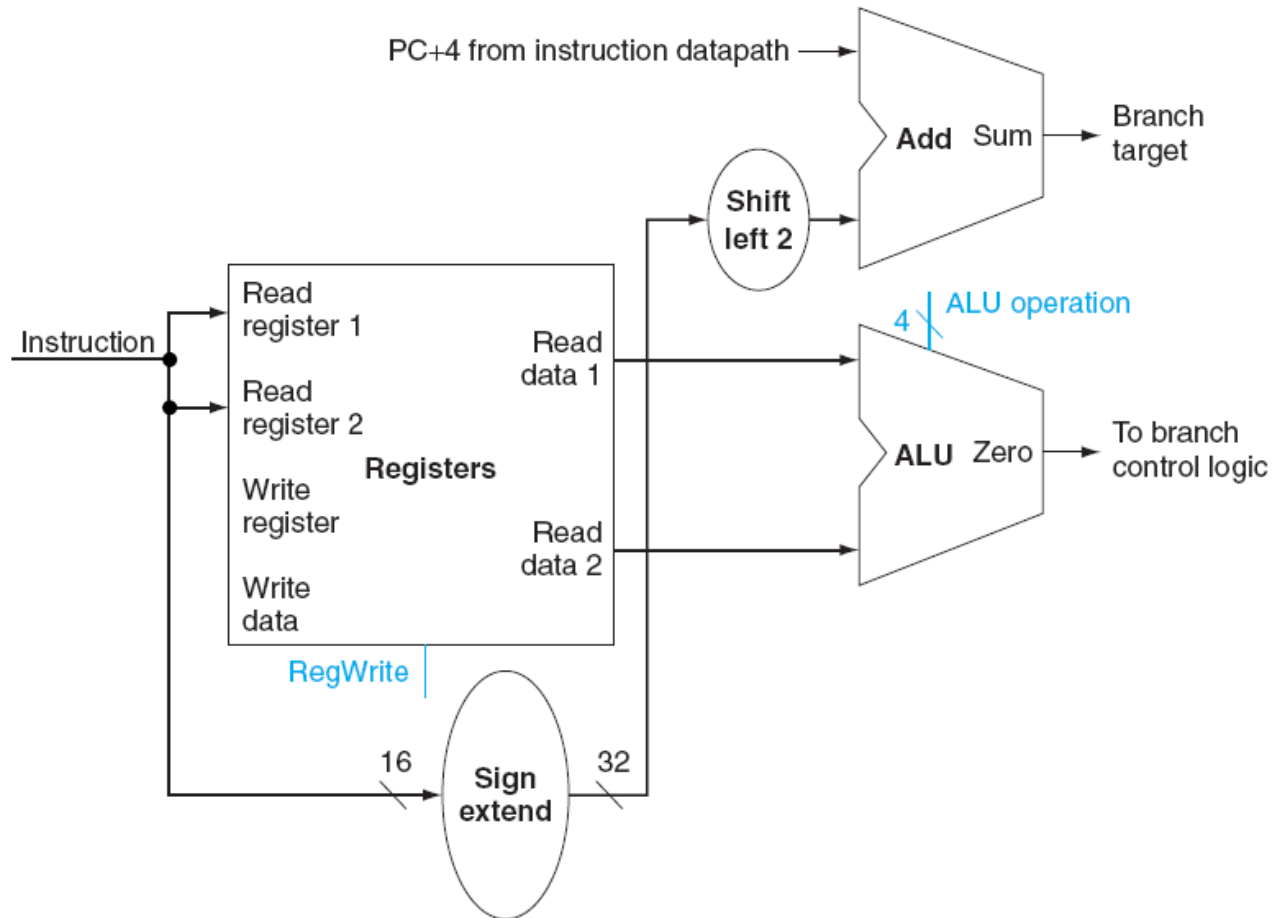 PC+4 from instruction datapath
Add Sum
Branch
target
Shift
left 2
4
ALU operation
Instruction
Read
register 1
Read
data 1
Read
register 2
Registers
ALU Zero
To branch
control logic
Write
register
Read
data 2
Write
data
RegWrite
16
Sign
extend
32